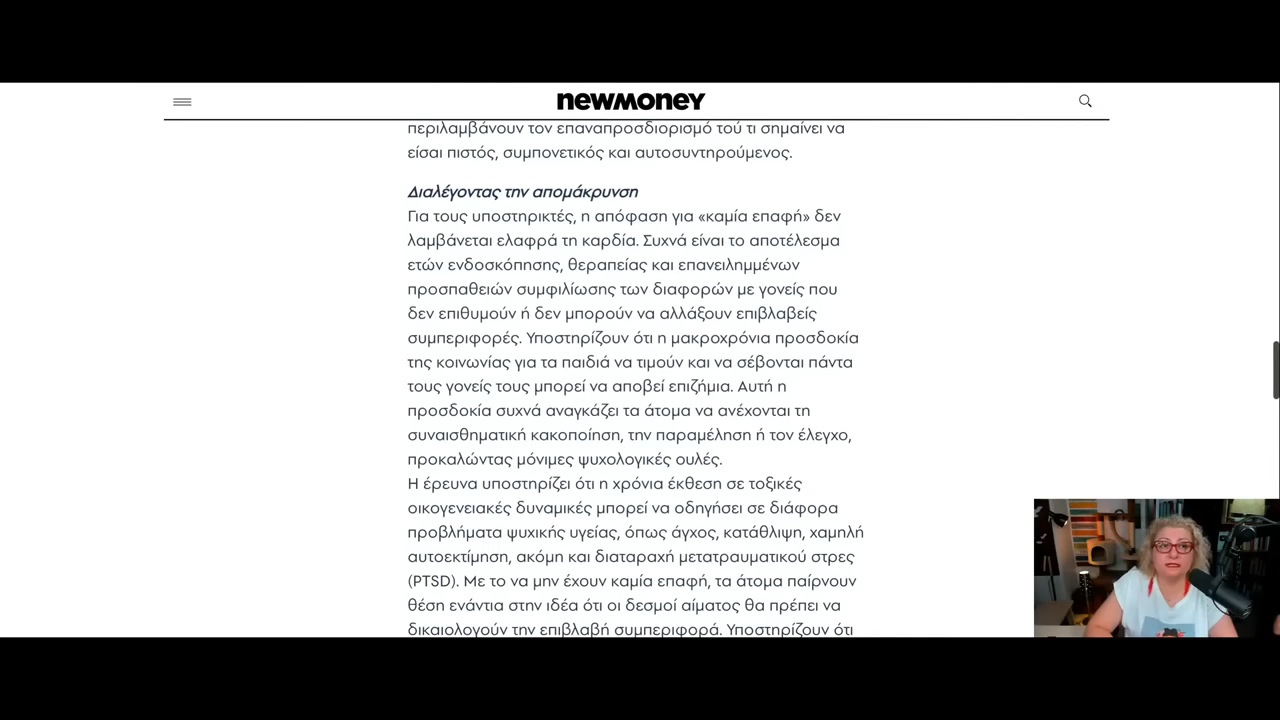 newmoney
περιλαμβάνουν τον επαναπροσδιορισμό τού τι σημαίνει να
είσαι πιστός, συμπονετικός και αυτοσυντηρούμενος.
Διαλέγοντας την απομάκρυνση
Για τους υποστηρικτές, η απόφαση για «καμία επαφή» δεν
λαμβάνεται ελαφρά τη καρδία. Συχνά είναι το αποτέλεσμα
ετών ενδοσκόπησης, θεραπείας και επανειλημμένων
προσπαθειών συμφιλίωσης των διαφορών με γονείς που
δεν επιθυμούν ή δεν μπορούν να αλλάξουν επιβλαβείς
συμπεριφορές. Υποστηρίζουν ότι η μακροχρόνια προσδοκία
της κοινωνίας για τα παιδιά να τιμούν και να σέβονται πάντα
τους γονείς τους μπορεί να αποβεί επιζήμια. Αυτή η
προσδοκία συχνά αναγκάζει τα άτομα να ανέχονται τη
συναισθηματική κακοποίηση, την παραμέληση ή τον έλεγχο,
προκαλώντας μόνιμες ψυχολογικές ουλές.
Η έρευνα υποστηρίζει ότι η χρόνια έκθεση σε τοξικές
οικογενειακές δυναμικές μπορεί να οδηγήσει σε διάφορα
προβλήματα ψυχικής υγείας, όπως άγχος, κατάθλιψη, χαμηλή
αυτοεκτίμηση, ακόμη και διαταραχή μετατραυματικού στρες
(PTSD). Με το να μην έχουν καμία επαφή, τα άτομα παίρνουν
θέση ενάντια στην ιδέα ότι οι δεσμοί αίματος θα πρέπει να
δικαιολογούν την επιβλαβή συμπεριφορά. Υποστηρίζουν ότι